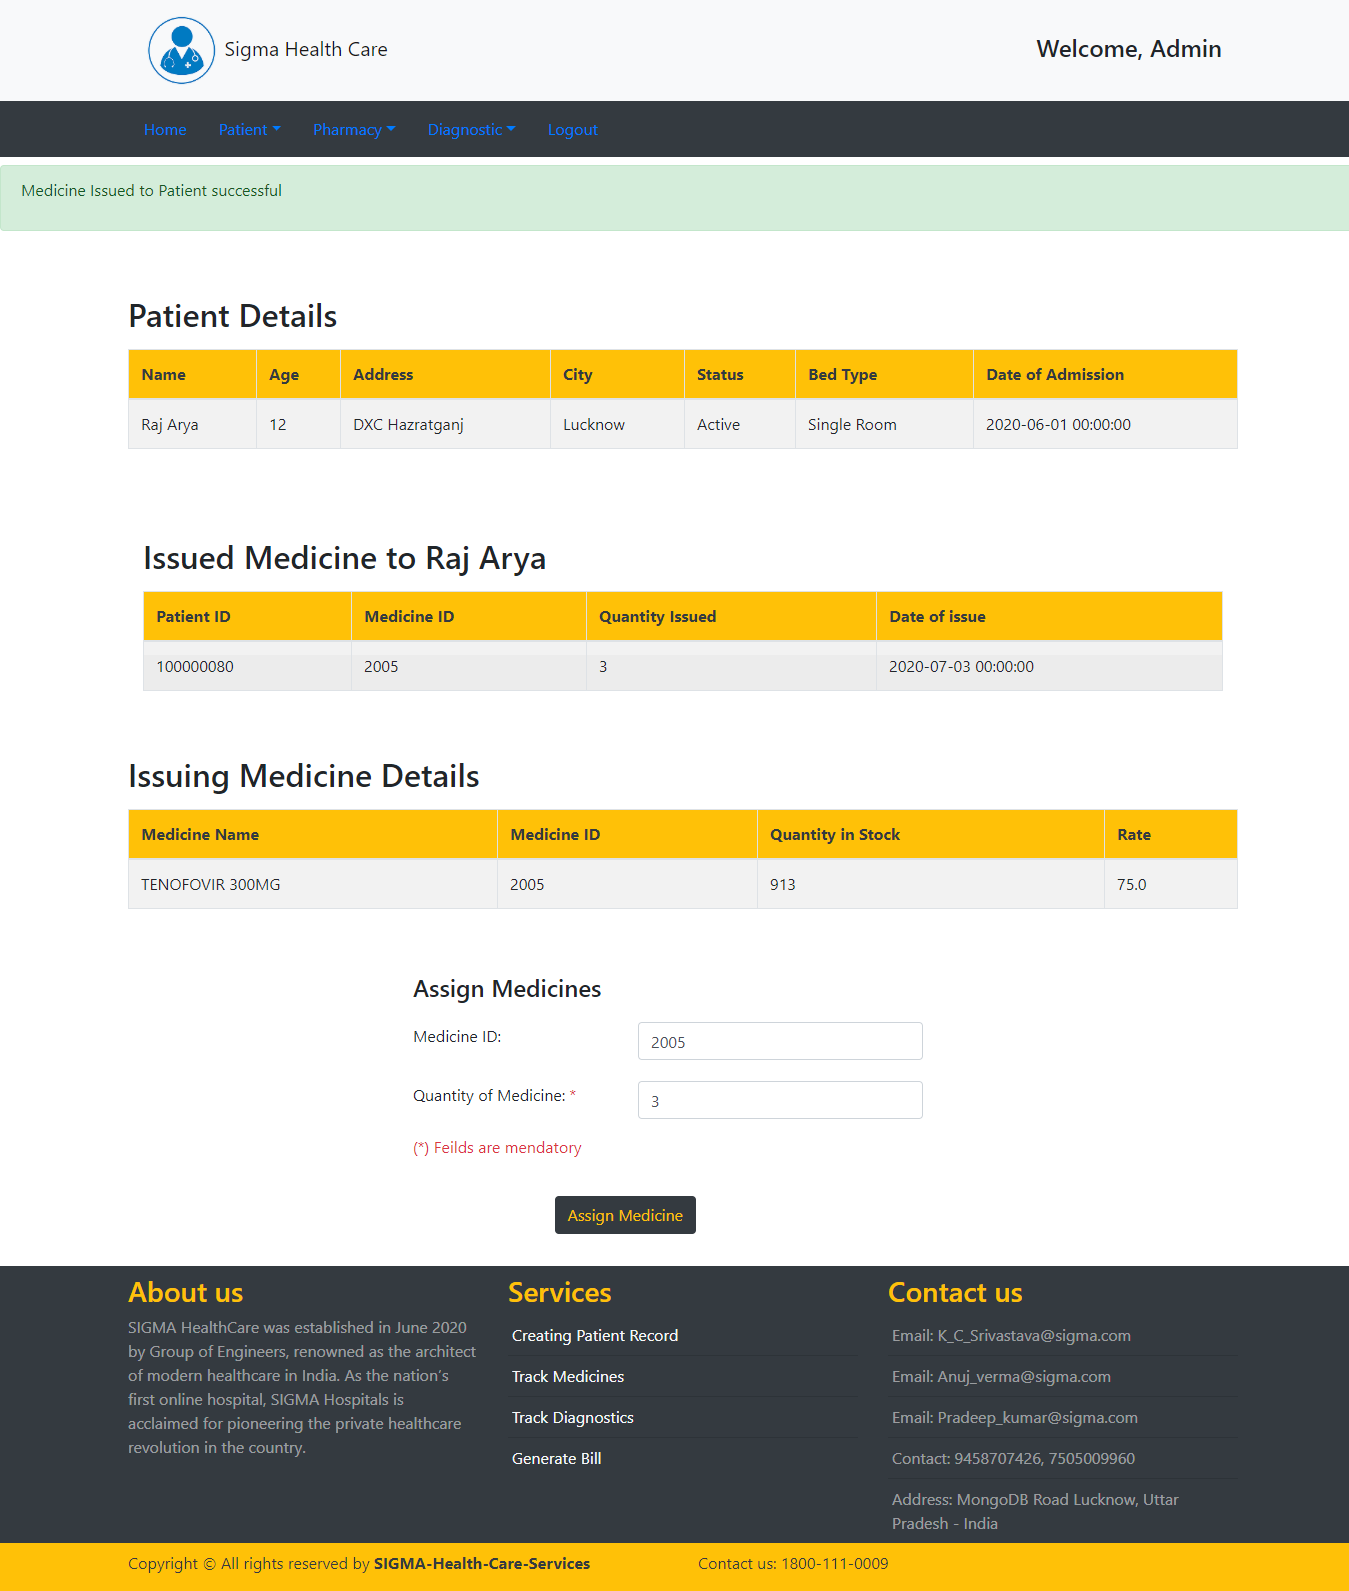 Sigma Health Care
Welcome, Admin
Home Patient Pharmacy Diagnostic Logout
Medicine Issued to Patient successful
Patient Details
Name Age Address City Status Bed Type Date of Admission
Raj Arya 12 DXC Hazratganj Lucknow Active Single Room 2020-06-01 00:00:00
Issued Medicine to Raj Arya
Patient ID Medicine ID Quantity Issued Date of issue
100000080 2005 3 2020-07-03 00:00:00
Issuing Medicine Details
Medicine Name Medicine ID Quantity in Stock Rate
TENOFOVIR 300MG 2005 913 75.0
Assign Medicines
Medicine ID: 2005
Quantity of Medicine: * 3
(*) Feilds are mendatory
Assign Medicine
About us
SIGMA HealthCare was established in June 2020
by Group of Engineers, renowned as the architect
of modern healthcare in India. As the nation's
first online hospital, SIGMA Hospitals is
acclaimed for pioneering the private healthcare
revolution in the country.
Services
Creating Patient Record
Track Medicines
Track Diagnostics
Generate Bill
Contact us
Email: K_C_Srivastava@sigma.com
Email: Anuj_verma@sigma.com
Email: Pradeep_kumar@sigma.com
Contact: 9458707426, 7505009960
Address: MongoDB Road Lucknow, Uttar
Pradesh - India
Copyright © All rights reserved by SIGMA-Health-Care-Services
Contact us: 1800-111-0009